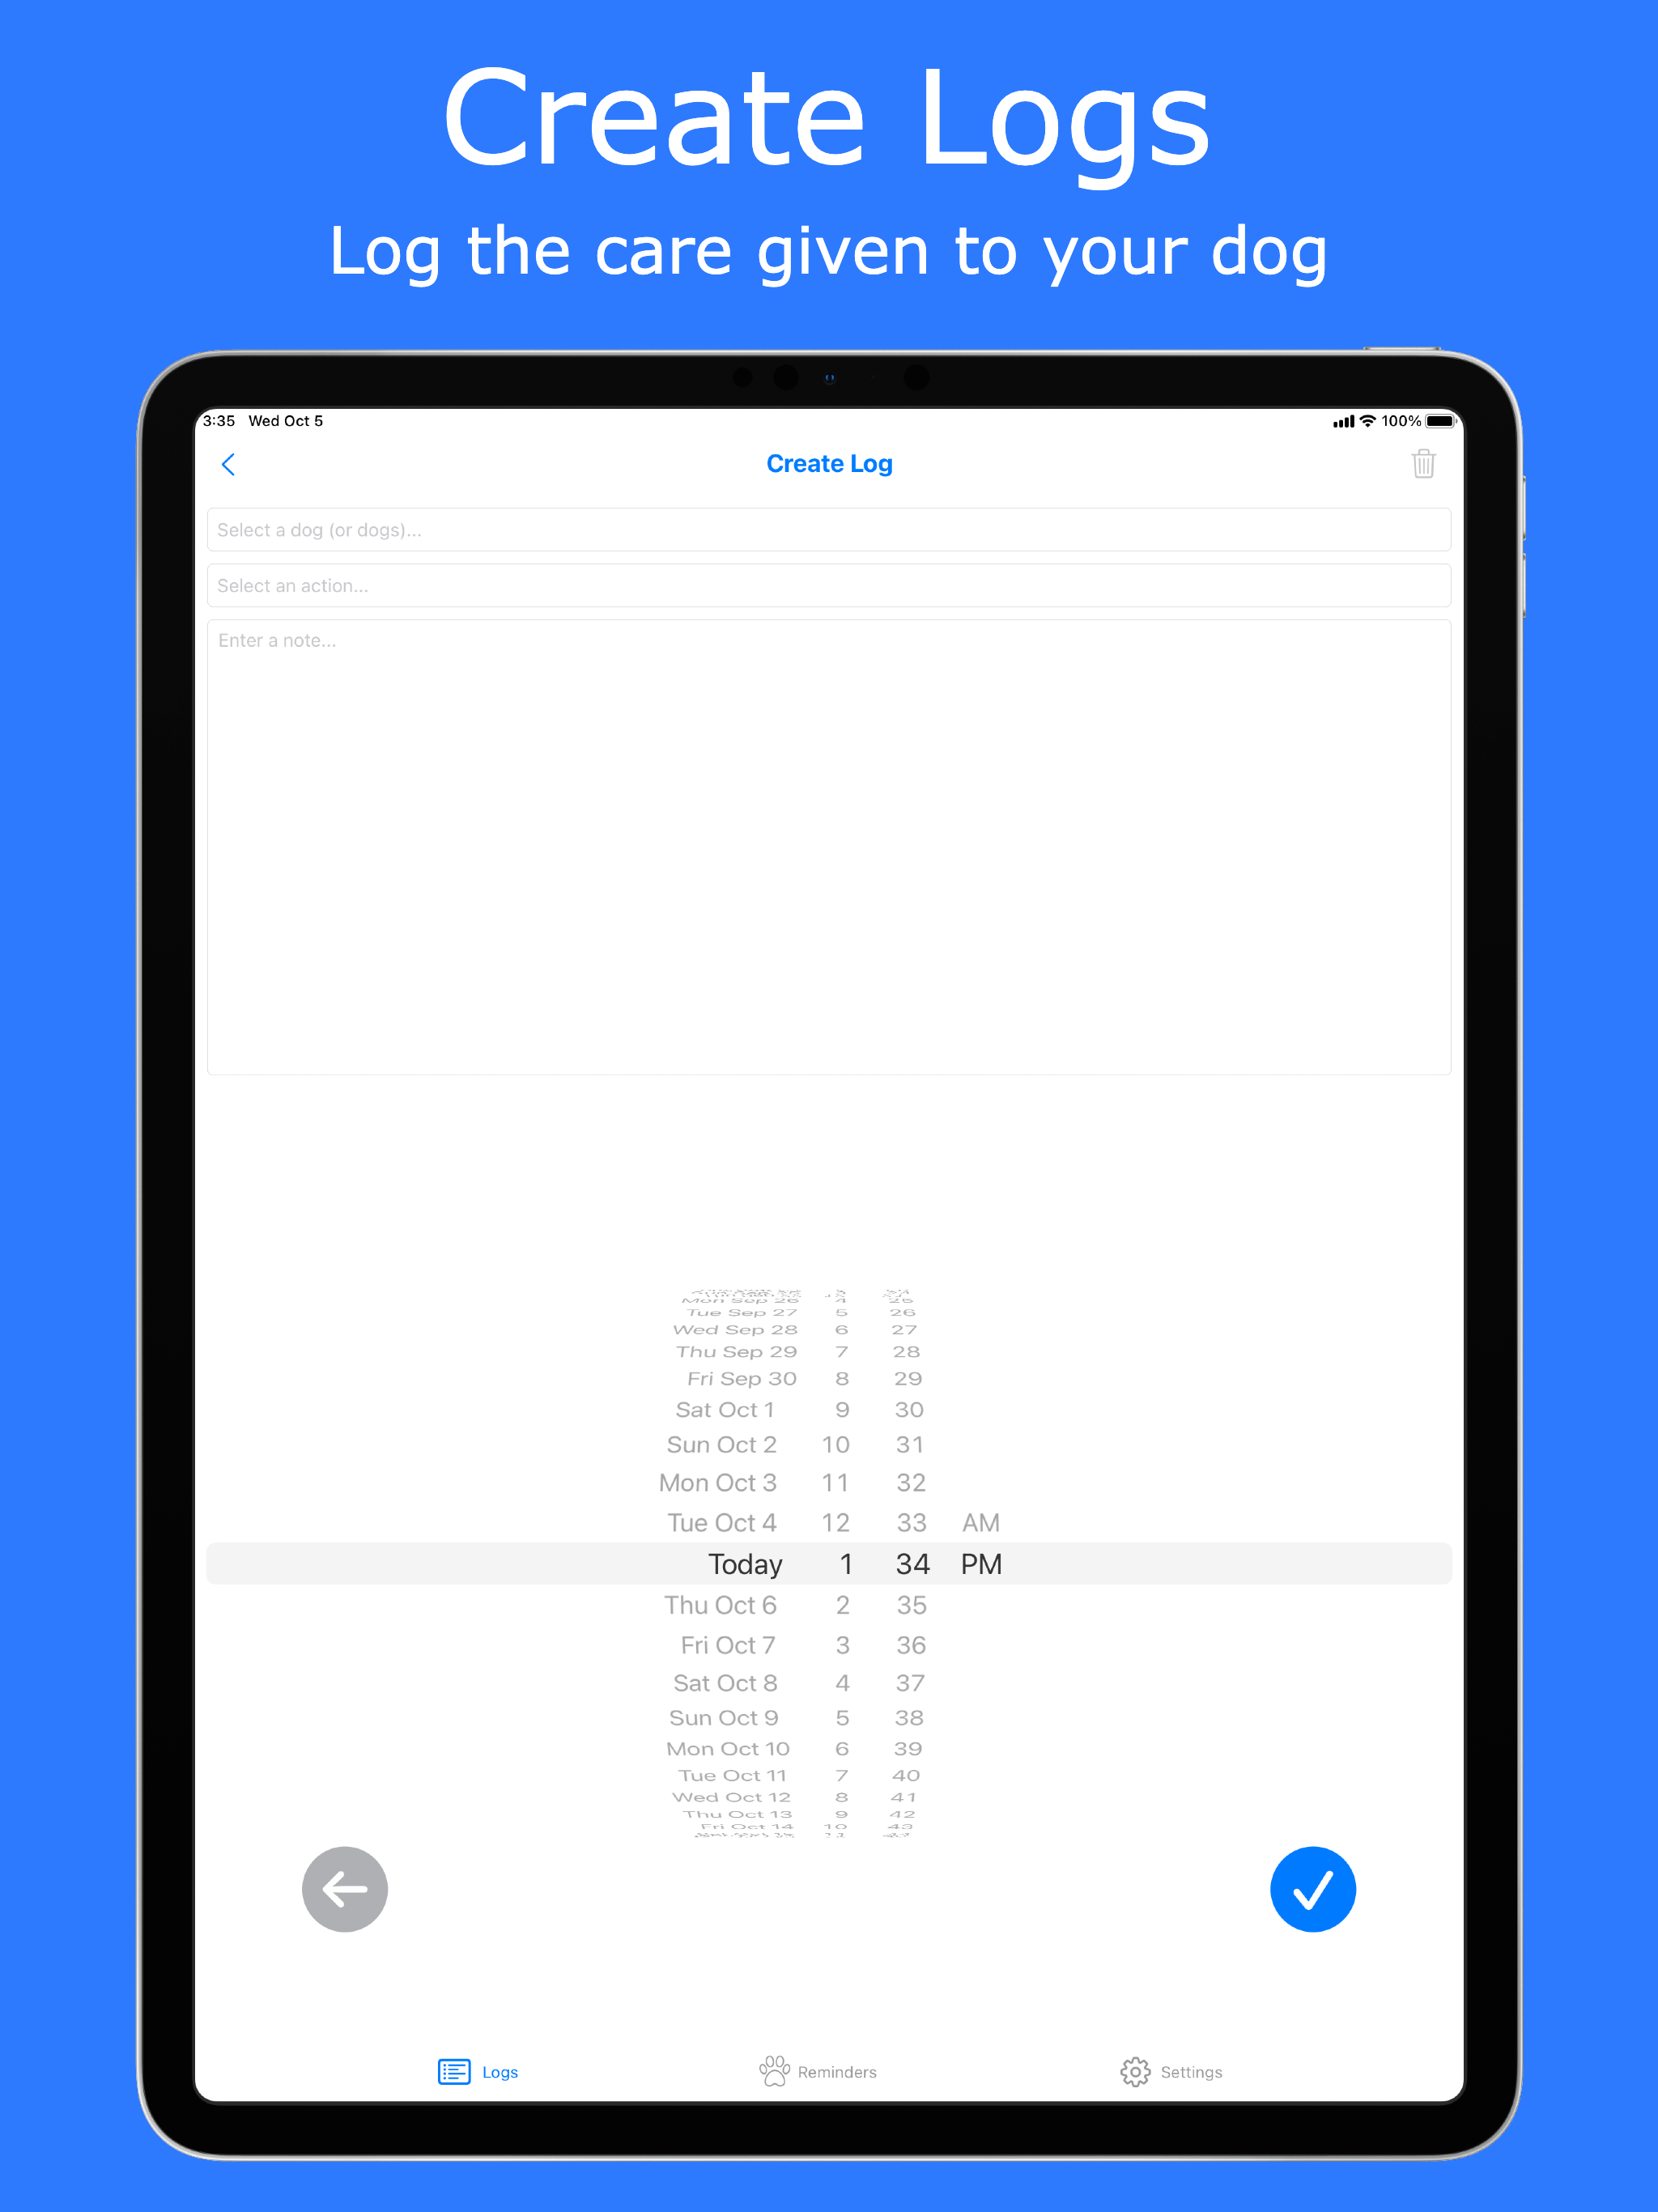 Create Logs
Log the care given to your dog
3:35 Wed Oct 5
100%
Create Log
Select a dog (or dogs)...
Select an action...
Enter a note...
Mon Sep 26 4 25
Tue Sep 27 5 26
Wed Sep 28 6 27
Thu Sep 29 7 28
Fri Sep 30 8 29
Sat Oct 1 9 30
Sun Oct 2 10 31
Mon Oct 3 11 32
Tue Oct 4 12 33 AM
Today 1 34 PM
Thu Oct 6 2 35
Fri Oct 7 3 36
Sat Oct 8 4 37
Sun Oct 9 5 38
Mon Oct 10 6 39
Tue Oct 11 7 40
Wed Oct 12 8 41
Thu Oct 13 9 42
Fri Oct 14 10 43
Logs
Reminders
Settings